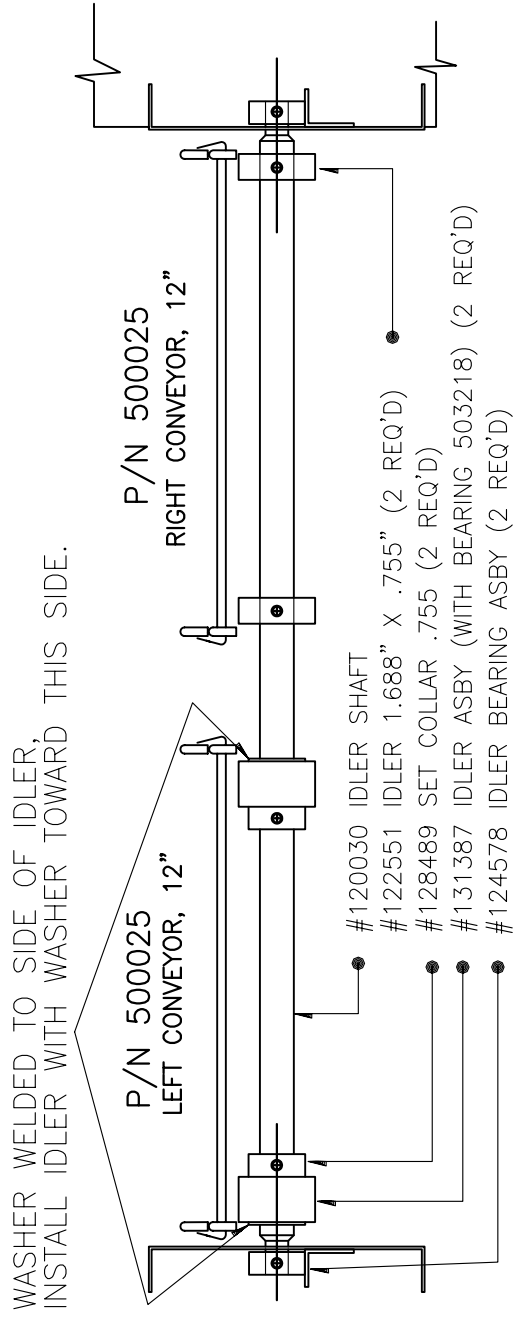 WASHER WELDED TO SIDE OF IDLER,
INSTALL IDLER WITH WASHER TOWARD THIS SIDE.
P/N 500025
LEFT CONVEYOR, 12"
P/N 500025
RIGHT CONVEYOR, 12"
#120030 IDLER SHAFT
#122551 IDLER 1.688" X .755" (2 REQ'D)
#128489 SET COLLAR .755 (2 REQ'D)
#131387 IDLER ASBY (WITH BEARING 503218) (2 REQ'D)
#124578 IDLER BEARING ASBY (2 REQ'D)